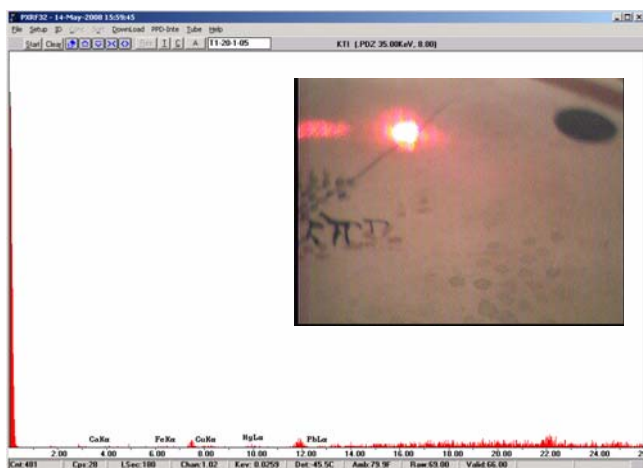 PXRF32 - 14-May-2008 15:59:45
File Setup ID DownLoad PPD-Inte Tube Help
Start Clear I C A T1-20-1-05 KTI (.PDZ 35.00KeV, 8.00)
CaKα FeKα CuKα HgLα PbLα
2.00 4.00 6.00 8.00 10.00 12.00 14.00 16.00 18.00 20.00 22.00 24.00
Cnt:401 Cps:28 LSec:180 Chan:1.02 Kev: 0.0259 Det:-45.5C Amb:79.9F Raw:69.00 Valid:66.00